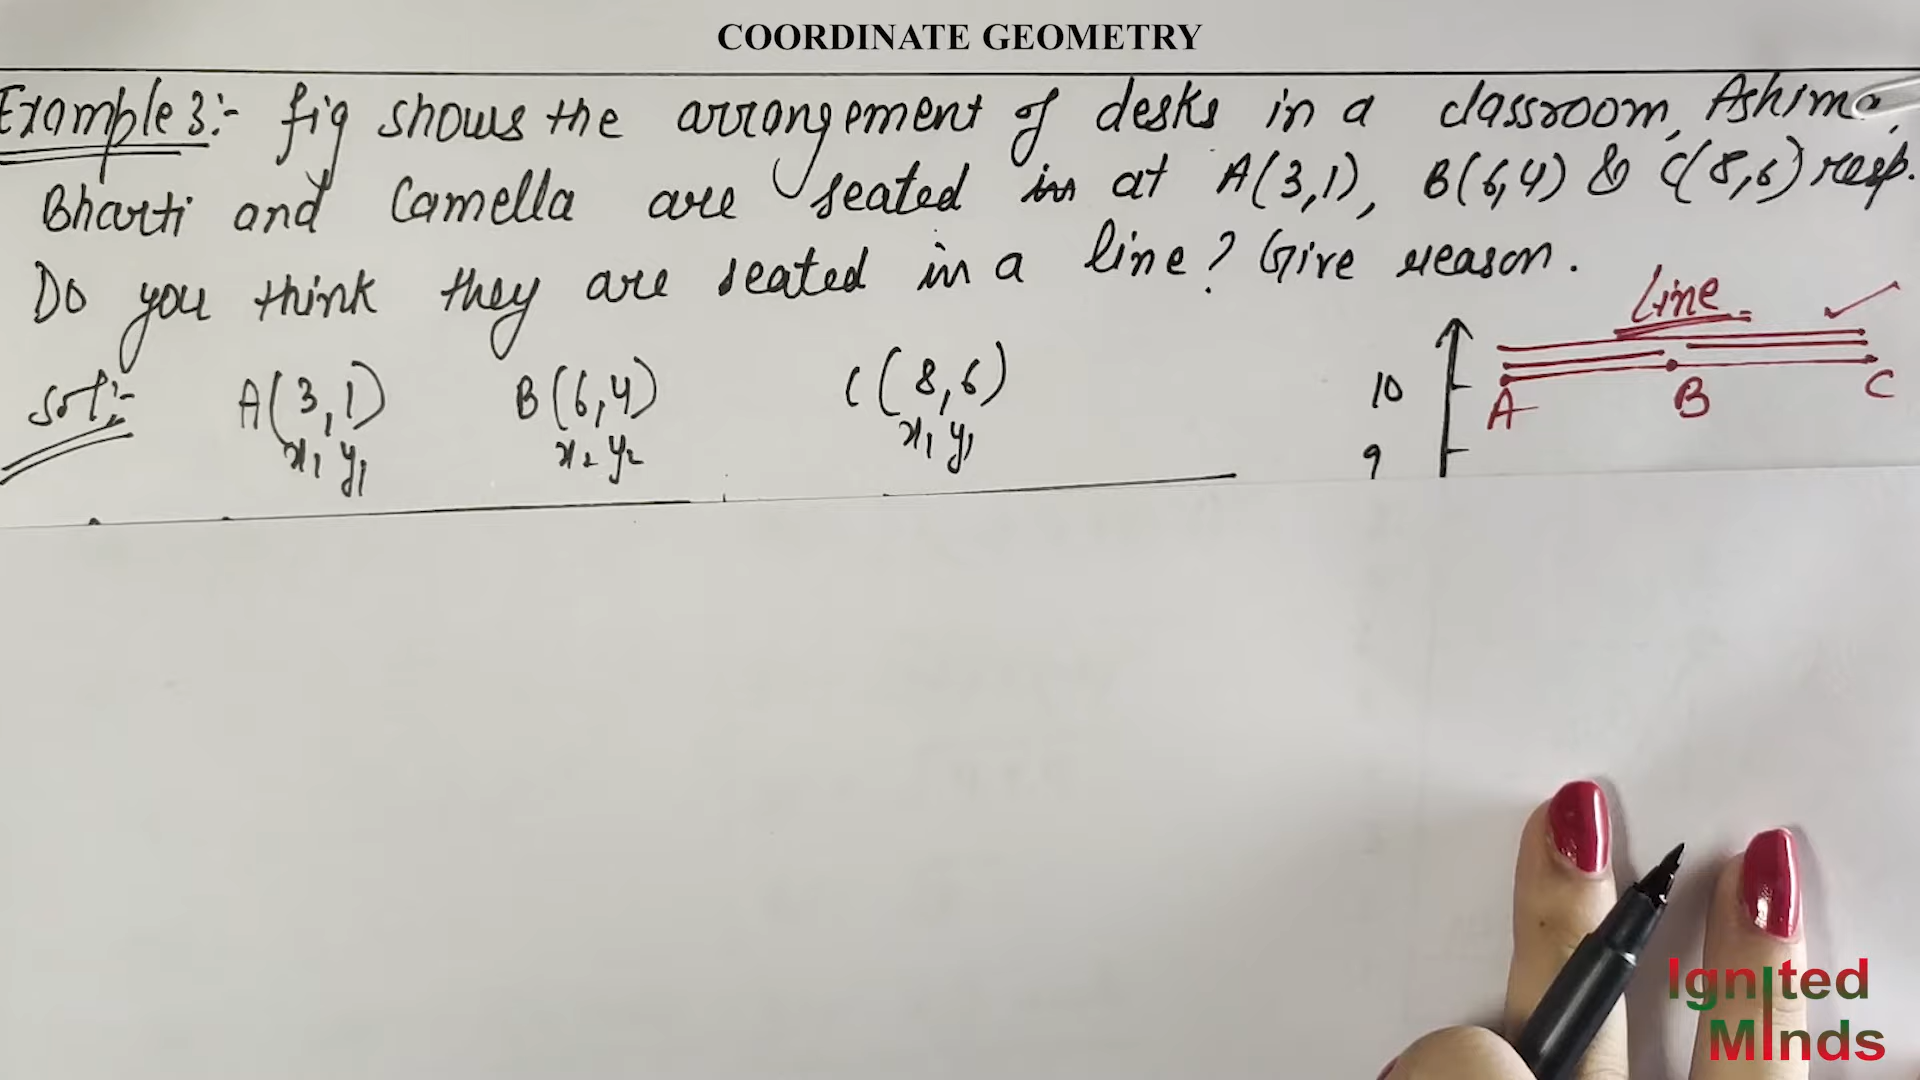 COORDINATE GEOMETRY
Example 3:- fig shows the arrangement of desks in a classroom, Ashima,
Bharti and Camella are seated in at A(3,1), B(6,4) & C(8,6) resp.
Do you think they are seated in a line? Give reason.
Line
Sol:- A(3,1) B(6,4) C(8,6)
x₁ y₁ x₂ y₂ x₁ y₁
10
A B C
9
Ignited
Minds